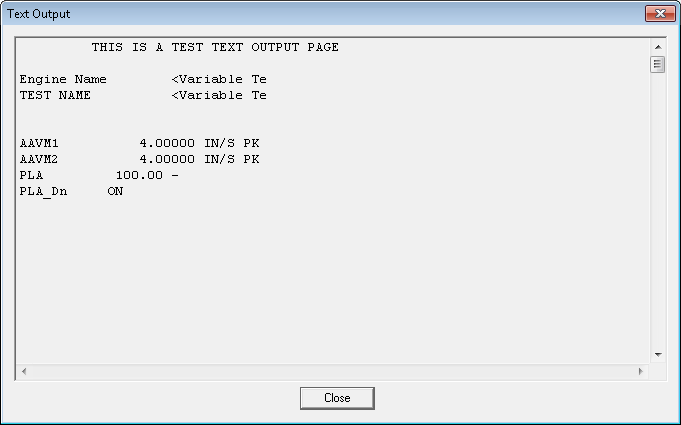 Text Output
THIS IS A TEST TEXT OUTPUT PAGE
Engine Name <Variable Te
TEST NAME <Variable Te
AAVM1 4.00000 IN/S PK
AAVM2 4.00000 IN/S PK
PLA 100.00 -
PLA_Dn ON
Close